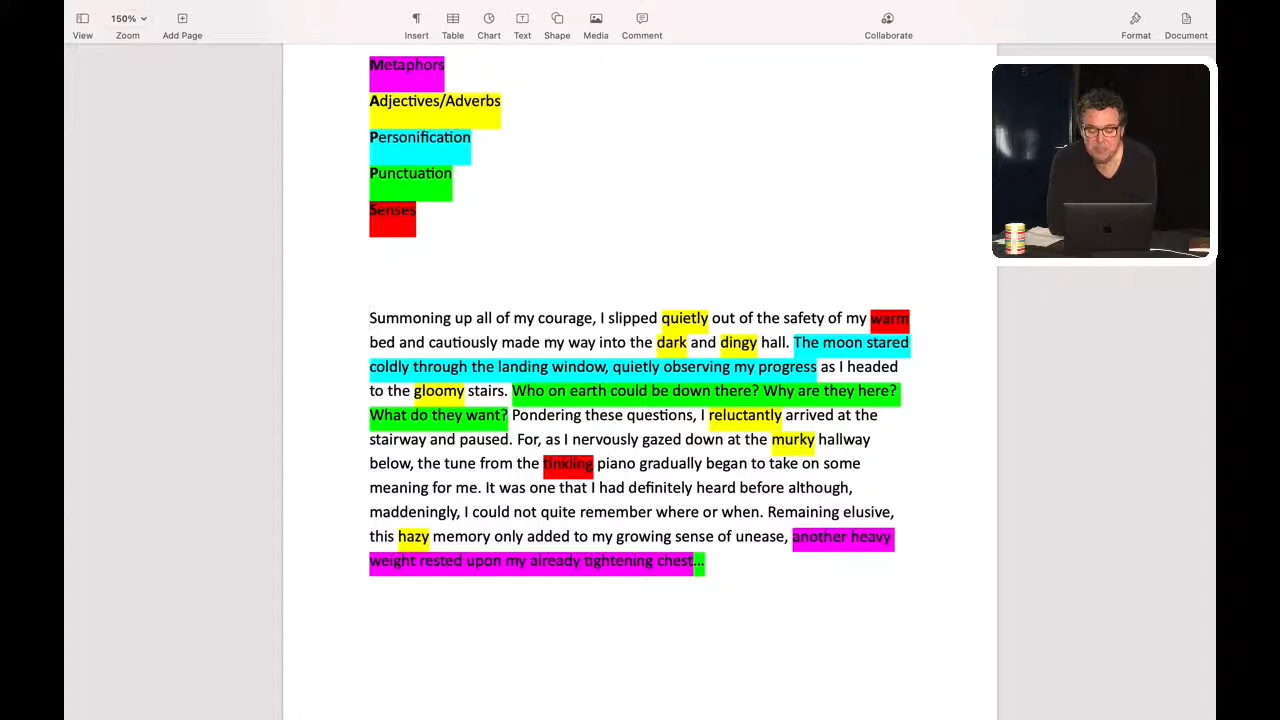 150%
View Zoom Add Page Insert Table Chart Text Shape Media Comment Collaborate Format Document
Metaphors
Adjectives/Adverbs
Personification
Punctuation
Senses
Summoning up all of my courage, I slipped quietly out of the safety of my warm
bed and cautiously made my way into the dark and dingy hall. The moon stared
coldly through the landing window, quietly observing my progress as I headed
to the gloomy stairs. Who on earth could be down there? Why are they here?
What do they want? Pondering these questions, I reluctantly arrived at the
stairway and paused. For, as I nervously gazed down at the murky hallway
below, the tune from the tinkling piano gradually began to take on some
meaning for me. It was one that I had definitely heard before although,
maddeningly, I could not quite remember where or when. Remaining elusive,
this hazy memory only added to my growing sense of unease, another heavy
weight rested upon my already tightening chest...